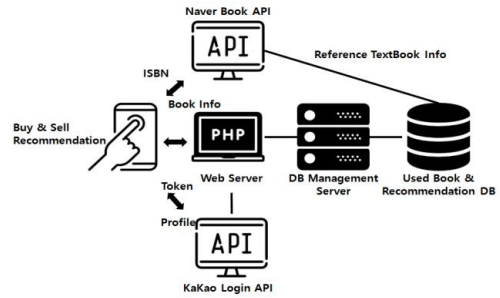 Naver Book API
API
Reference TextBook Info
ISBN
Book Info
Buy & Sell
Recommendation
PHP
Web Server
DB Management
Server
Used Book &
Recommendation DB
Token
Profile
API
KaKao Login API